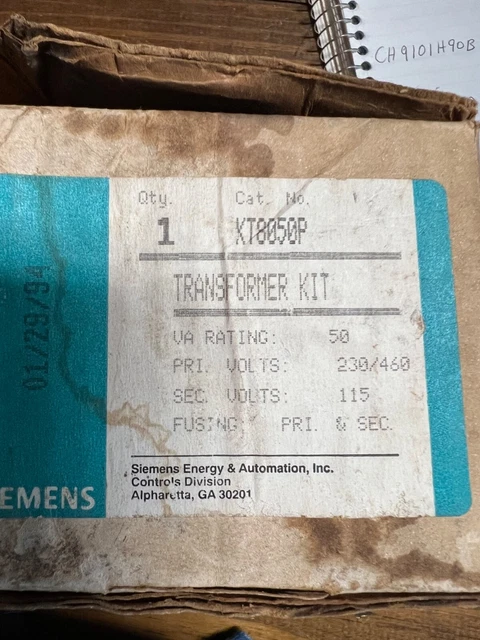 CH9101H90B
Qty. Cat. No.
1 KT8050P
TRANSFORMER KIT
VA RATING: 50
PRI. VOLTS: 230/460
SEC. VOLTS: 115
FUSING: PRI. & SEC.
Siemens Energy & Automation, Inc.
Controls Division
Alpharetta, GA 30201
EMENS
01/29/94